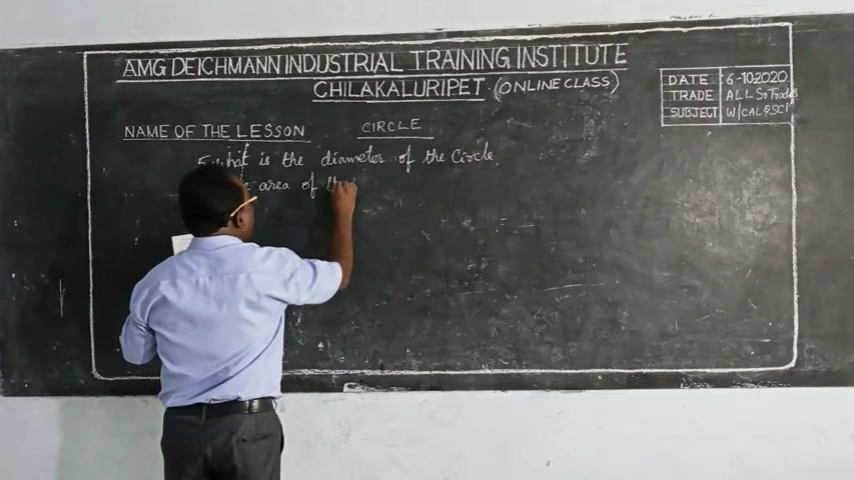 AMG DEICHMANN INDUSTRIAL TRAINING INSTITUTE
CHILAKALURIPET (ONLINE CLASS)
DATE : 6-10.2020
TRADE ALL Sr Trades
SUBJECT W/CAL & SCI
NAME OF THE LESSON CIRCLE
5. what is the diameter of the Circle
area of